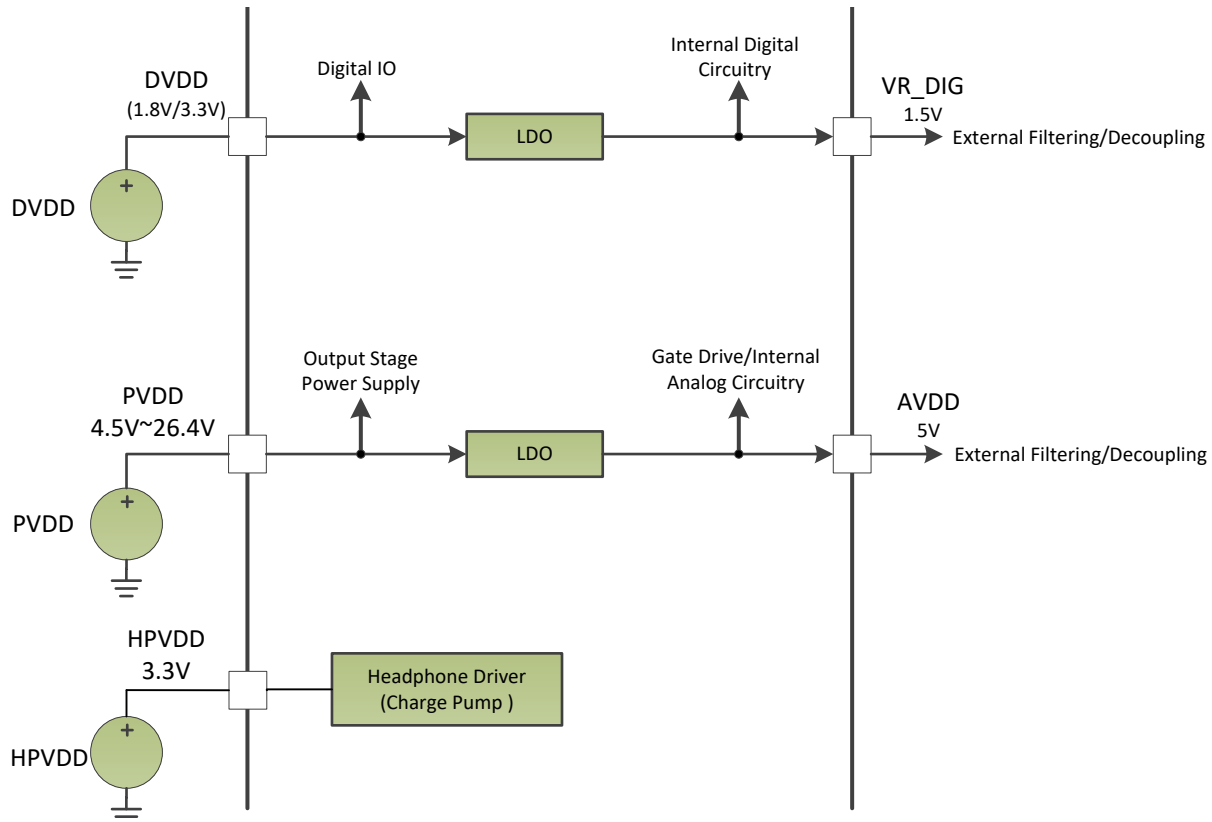 DVDD
(1.8V/3.3V)
Digital IO
Internal Digital
Circuitry
VR_DIG
1.5V
LDO
External Filtering/Decoupling
+
DVDD
Output Stage
Power Supply
Gate Drive/Internal
Analog Circuitry
PVDD
4.5V~26.4V
AVDD
5V
LDO
External Filtering/Decoupling
+
PVDD
HPVDD
3.3V
Headphone Driver
(Charge Pump )
+
HPVDD